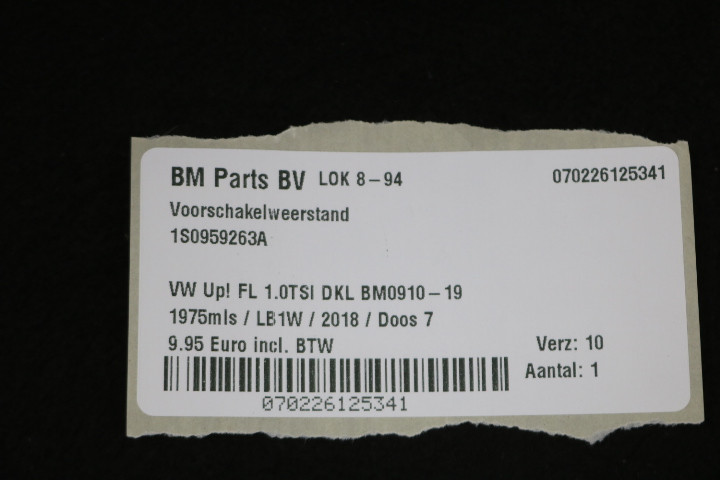 BM Parts BV LOK 8-94 070226125341
Voorschakelweerstand
1S0959263A
VW Up! FL 1.0TSI DKL BM0910-19
1975mls / LB1W / 2018 / Doos 7
9.95 Euro incl. BTW Verz: 10
Aantal: 1
070226125341